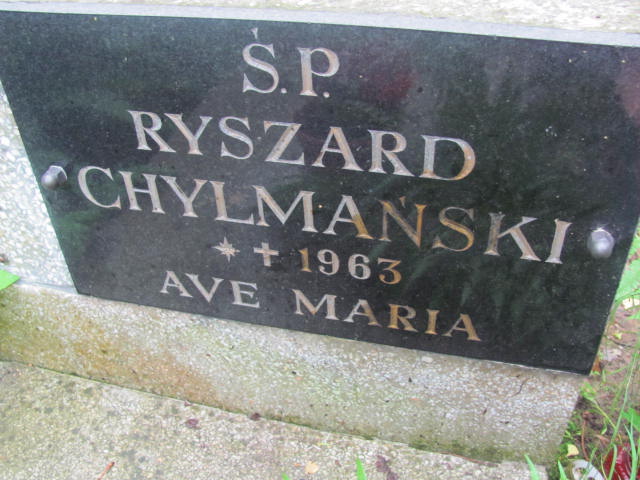 Ś.P.
RYSZARD
CHYLMAŃSKI
* † 1963
AVE MARIA